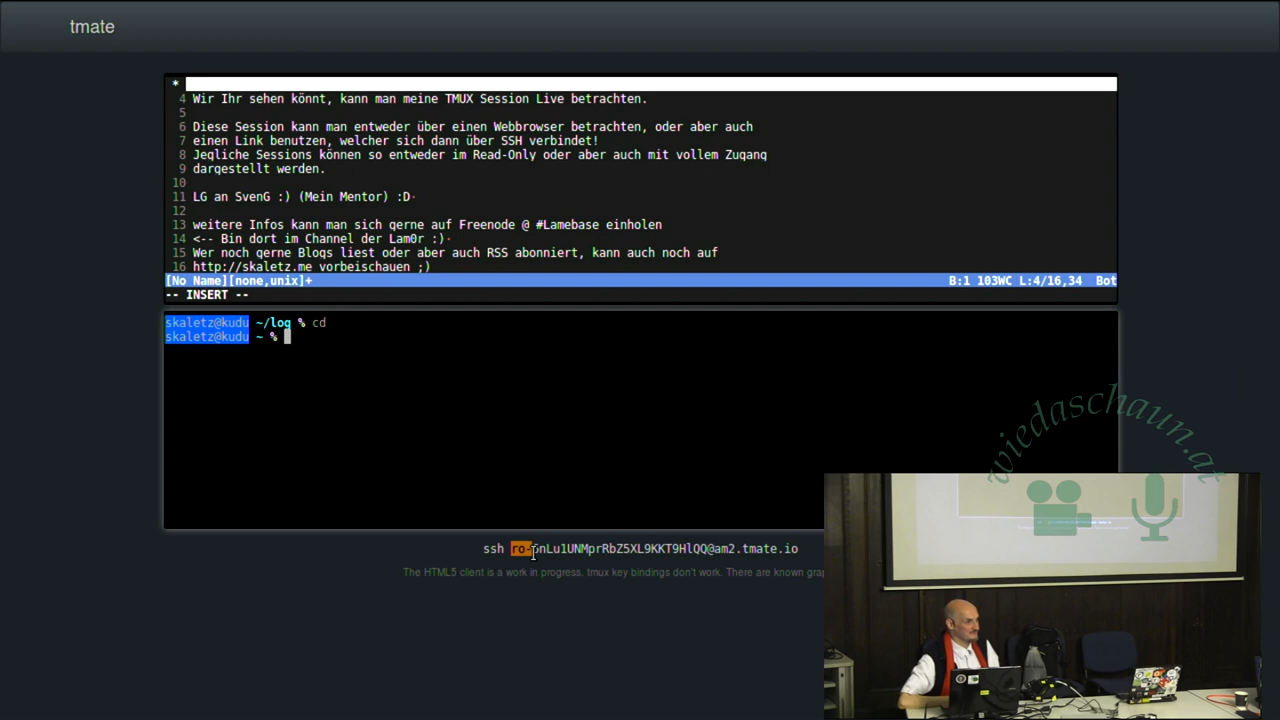 tmate
*
4 Wir Ihr sehen könnt, kann man meine TMUX Session Live betrachten.
5
6 Diese Session kann man entweder über einen Webbrowser betrachten, oder aber auch
7 einen Link benutzen, welcher sich dann über SSH verbindet!
8 Jegliche Sessions können so entweder im Read-Only oder aber auch mit vollem Zugang
9 dargestellt werden.
10
11 LG an SvenG :) (Mein Mentor) :D·
12
13 weitere Infos kann man sich gerne auf Freenode @ #Lamebase einholen
14 <-- Bin dort im Channel der Lam0r :)·
15 Wer noch gerne Blogs liest oder aber auch RSS abonniert, kann auch noch auf
16 http://skaletz.me vorbeischauen ;)
[No Name][none,unix]+ B:1 103WC L:4/16,34 Bot
-- INSERT --
skaletz@kudu ~/log % cd
skaletz@kudu ~ %
wiedaschaun.at
ssh ro-5nLu1UNMprRbZ5XL9KKT9HlQQ@am2.tmate.io
The HTML5 client is a work in progress. tmux key bindings don't work. There are known